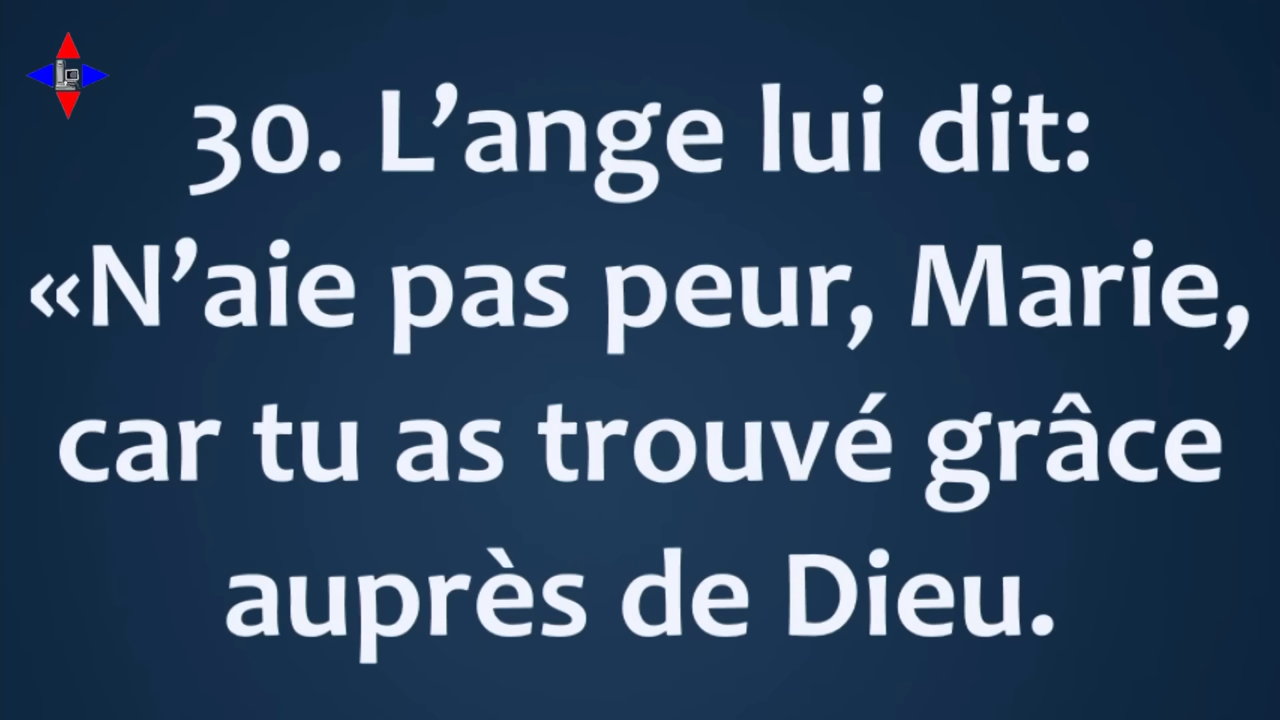 30. L’ange lui dit:
«N’aie pas peur, Marie,
car tu as trouvé grâce
auprès de Dieu.